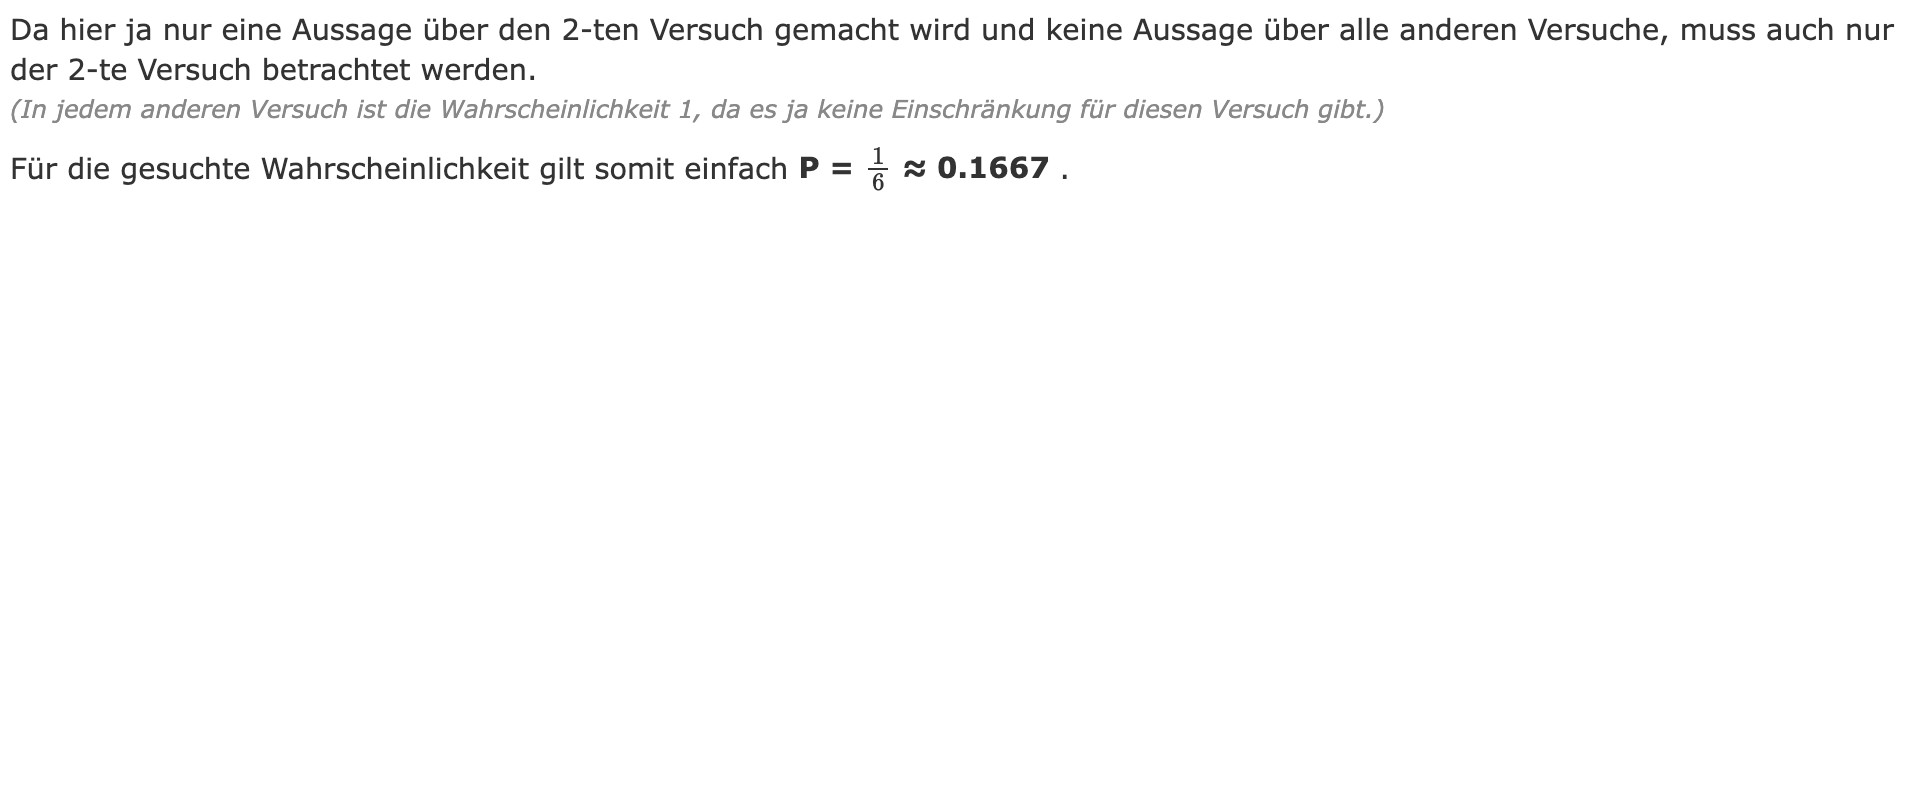 Da hier ja nur eine Aussage über den 2-ten Versuch gemacht wird und keine Aussage über alle anderen Versuche, muss auch nur
der 2-te Versuch betrachtet werden.
(In jedem anderen Versuch ist die Wahrscheinlichkeit 1, da es ja keine Einschränkung für diesen Versuch gibt.)
Für die gesuchte Wahrscheinlichkeit gilt somit einfach P = 1/6 ≈ 0.1667 .